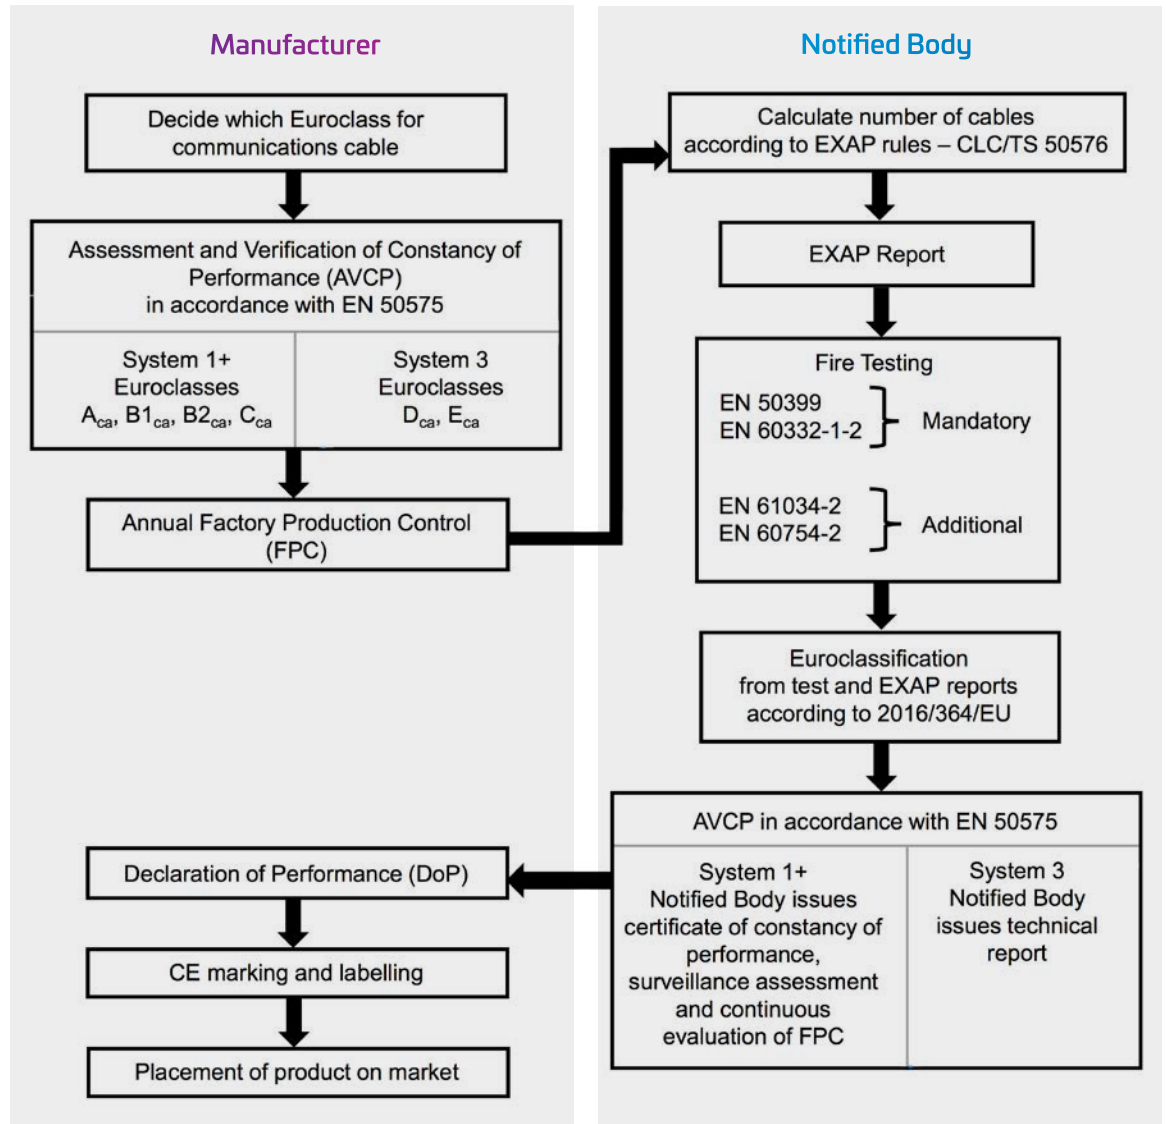 Manufacturer
Decide which Euroclass for
communications cable
Assessment and Verification of Constancy of
Performance (AVCP)
in accordance with EN 50575
System 1+
Euroclasses
Aca, B1ca, B2ca, Cca
System 3
Euroclasses
Dca, Eca
Annual Factory Production Control
(FPC)
Notified Body
Calculate number of cables
according to EXAP rules – CLC/TS 50576
EXAP Report
Fire Testing
EN 50399
EN 60332-1-2
Mandatory
EN 61034-2
EN 60754-2
Additional
Euroclassification
from test and EXAP reports
according to 2016/364/EU
AVCP in accordance with EN 50575
System 1+
Notified Body issues
certificate of constancy of
performance,
surveillance assessment
and continuous
evaluation of FPC
System 3
Notified Body
issues technical
report
Declaration of Performance (DoP)
CE marking and labelling
Placement of product on market